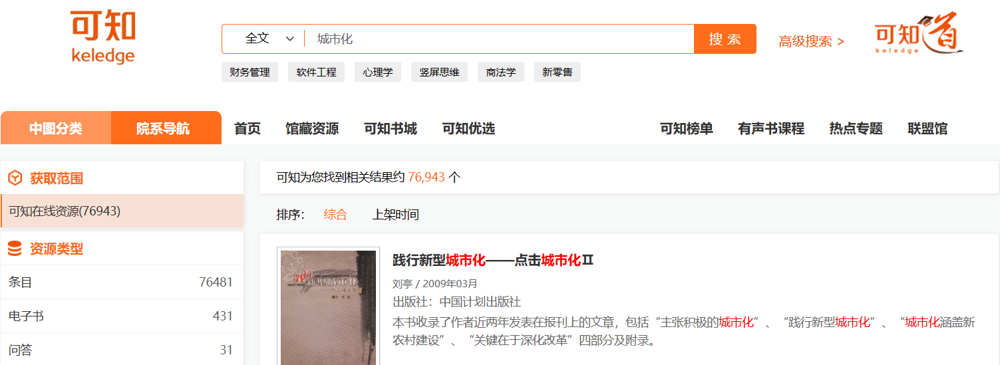 可知
keledge
全文 城市化 搜 索 高级搜索 >
可知道
keledge
财务管理 软件工程 心理学 竖屏思维 商法学 新零售
中图分类 院系导航 首页 馆藏资源 可知书城 可知优选 可知榜单 有声书课程 热点专题 联盟馆
获取范围
可知在线资源(76943)
资源类型
条目 76481
电子书 431
问答 31
可知为您找到相关结果约 76,943 个
排序： 综合 上架时间
践行新型城市化——点击城市化Ⅱ
刘亭 / 2009年03月
出版社：中国计划出版社
本书收录了作者近两年发表在报刊上的文章，包括“主张积极的城市化”、“践行新型城市化”、“城市化涵盖新
农村建设”、“关键在于深化改革”四部分及附录。
践行
新型城市化